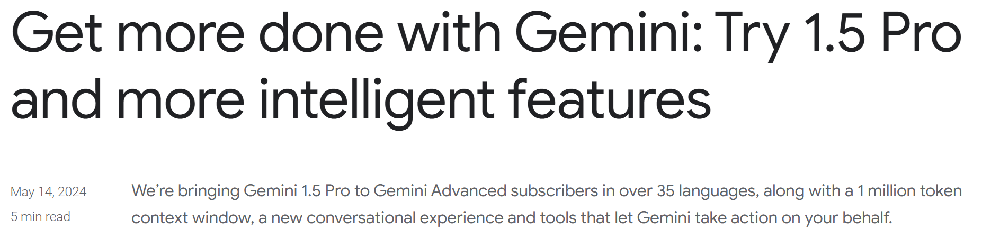 Get more done with Gemini: Try 1.5 Pro
and more intelligent features
May 14, 2024
5 min read
We’re bringing Gemini 1.5 Pro to Gemini Advanced subscribers in over 35 languages, along with a 1 million token
context window, a new conversational experience and tools that let Gemini take action on your behalf.